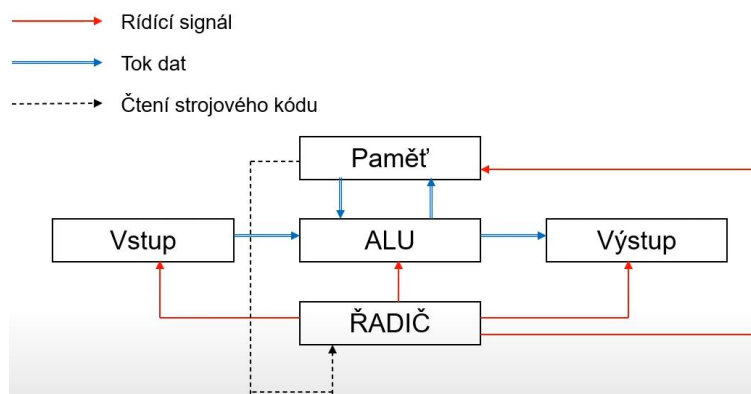 Řídící signál
Tok dat
Čtení strojového kódu
Paměť
Vstup
ALU
Výstup
ŘADIČ